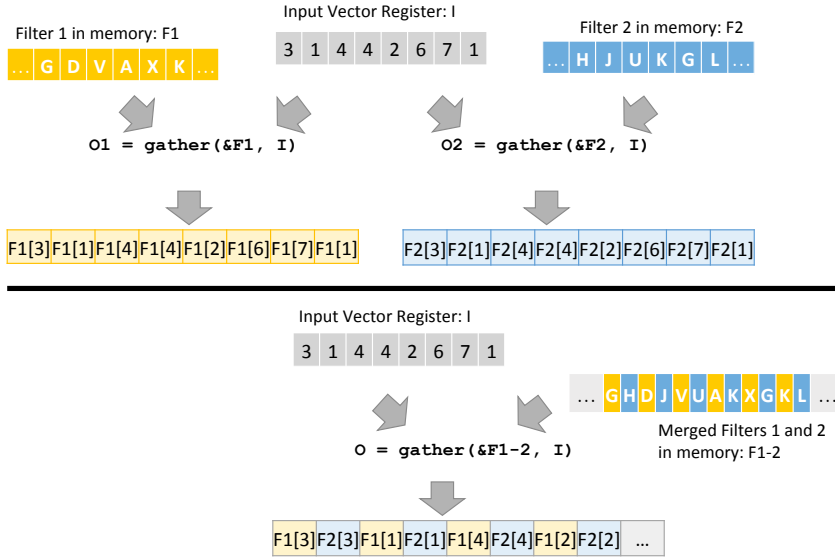 Input Vector Register: I
Filter 1 in memory: F1
Filter 2 in memory: F2
... G D V A X K ...
3 1 4 4 2 6 7 1
... H J U K G L ...
O1 = gather(&F1, I)
O2 = gather(&F2, I)
F1[3] F1[1] F1[4] F1[4] F1[2] F1[6] F1[7] F1[1]
F2[3] F2[1] F2[4] F2[4] F2[2] F2[6] F2[7] F2[1]
Input Vector Register: I
3 1 4 4 2 6 7 1
... G H D J V U A K X G K L ...
Merged Filters 1 and 2
in memory: F1-2
O = gather(&F1-2, I)
F1[3] F2[3] F1[1] F2[1] F1[4] F2[4] F1[2] F2[2] ...